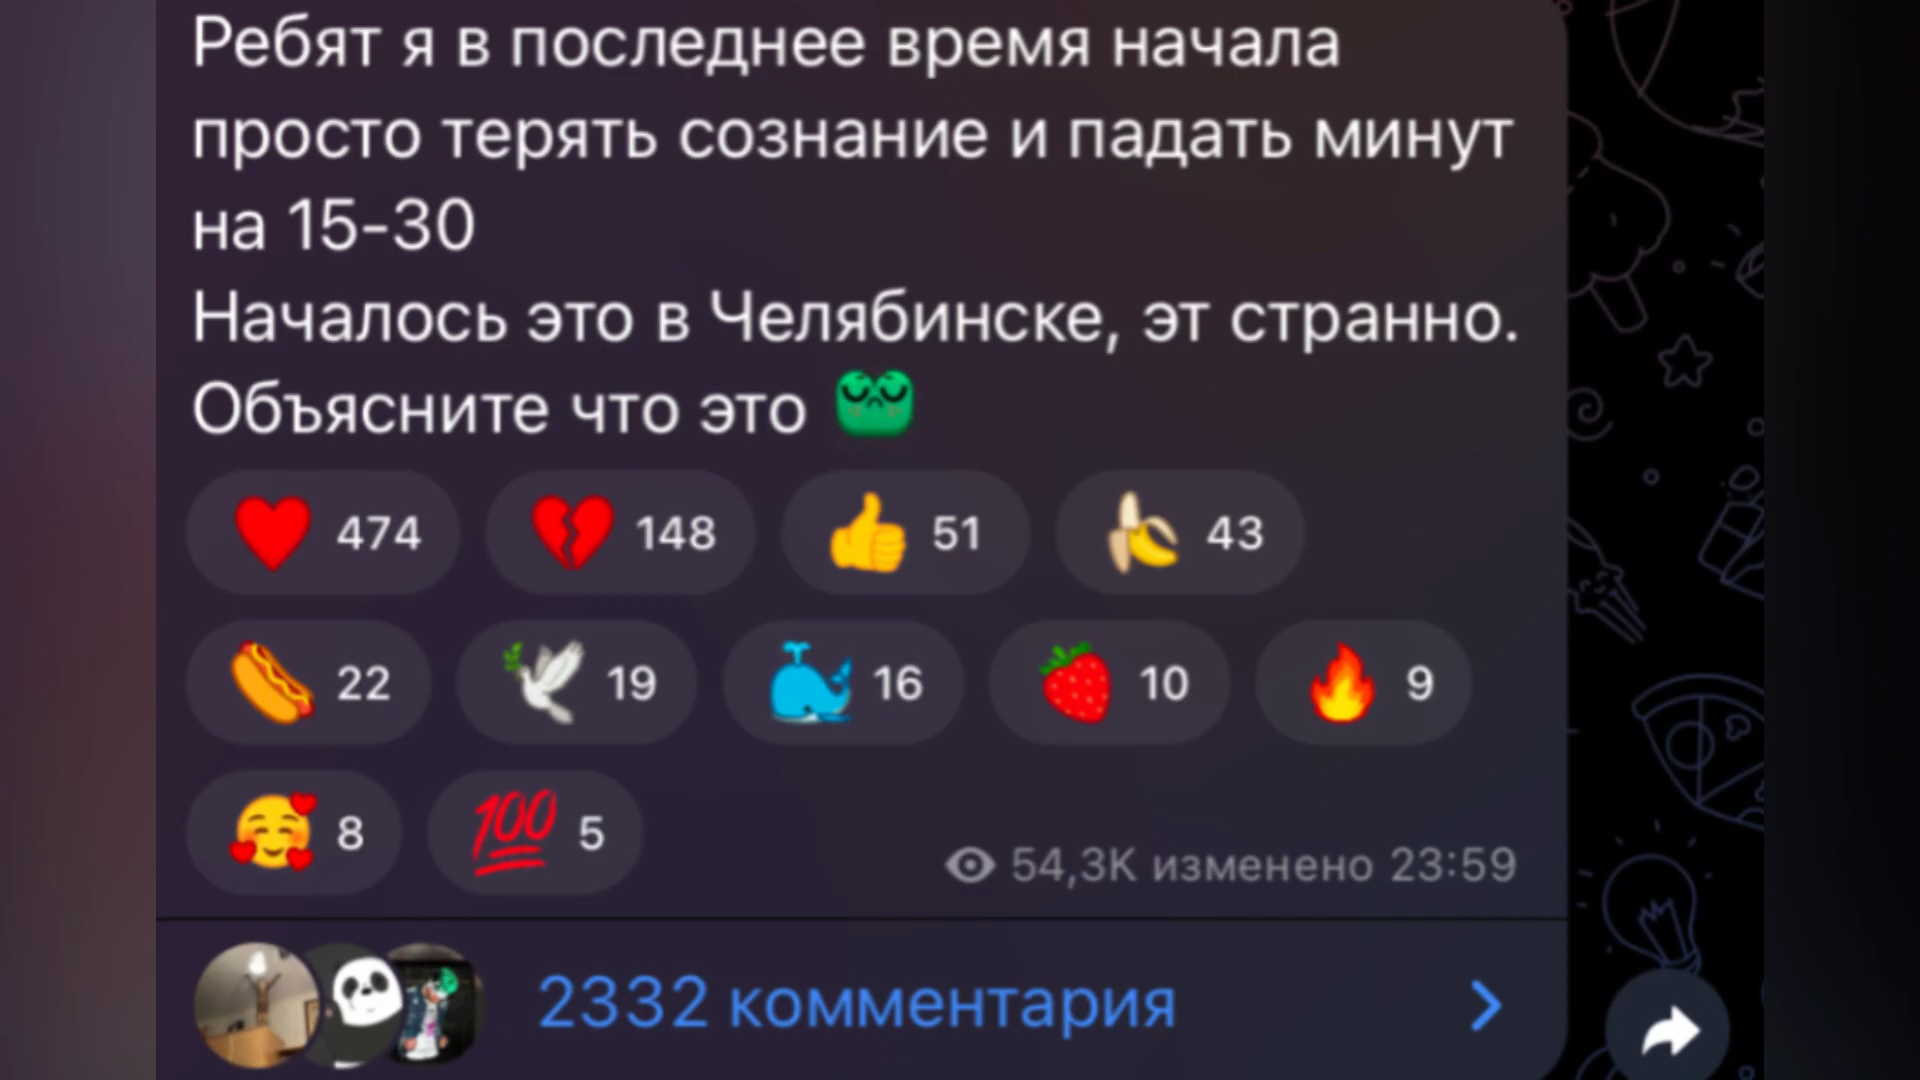 Ребят я в последнее время начала
просто терять сознание и падать минут
на 15-30
Началось это в Челябинске, эт странно.
Объясните что это
474 148 51 43
22 19 16 10 9
8 100 5
54,3K изменено 23:59
2332 комментария